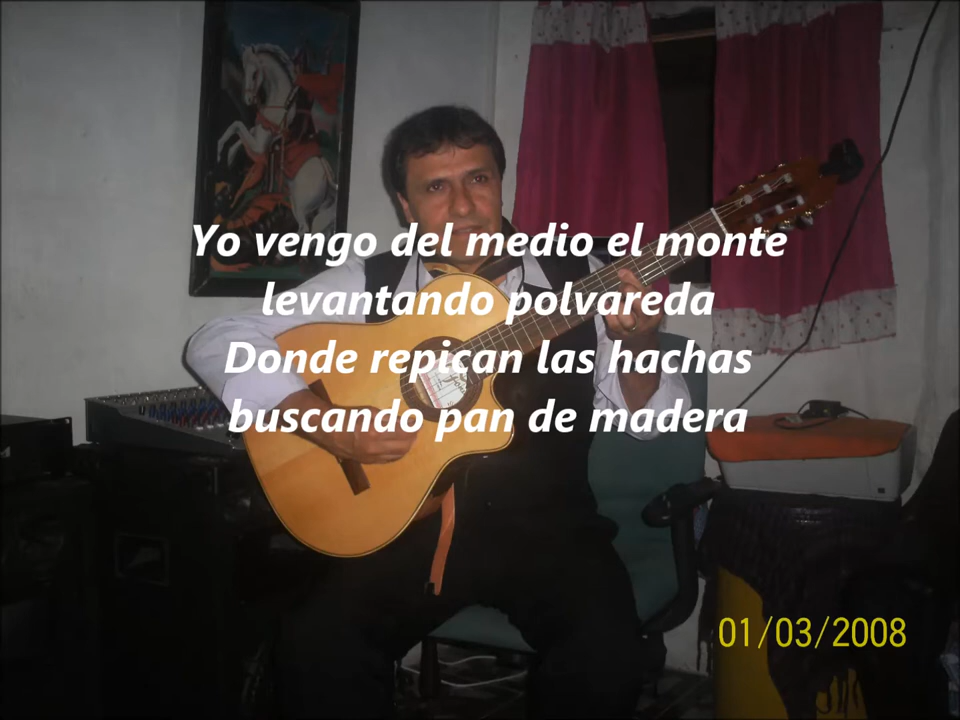 Yo vengo del medio el monte
levantando polvareda
Donde repican las hachas
buscando pan de madera
01/03/2008